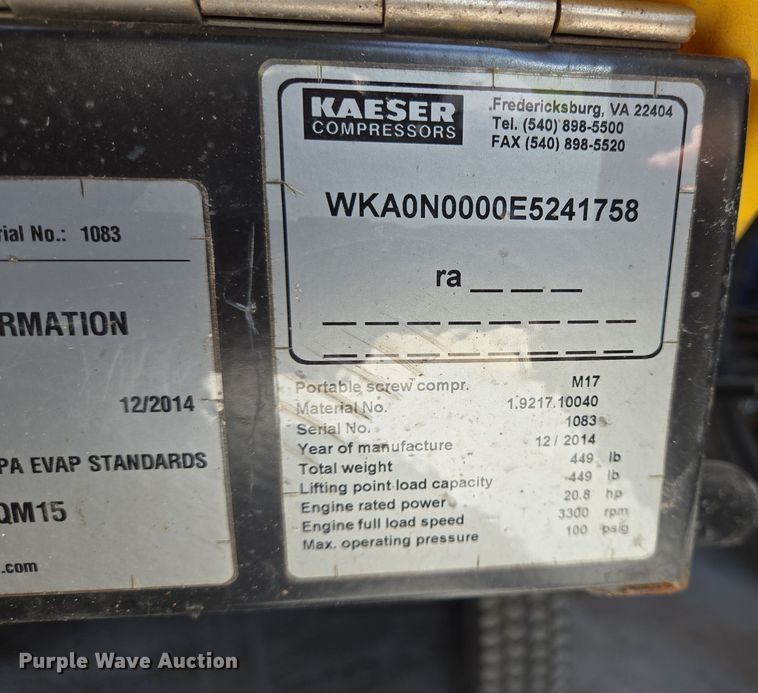 KAESER
COMPRESSORS
Fredericksburg, VA 22404
Tel. (540) 898-5500
FAX (540) 898-5520
WKA0N0000E5241758
ra _ _ _
_ _ _ _ _ _ _ _
_ _ _ _ _ _ _ _
Portable screw compr. M17
Material No. 1.9217.10040
Serial No. 1083
Year of manufacture 12 / 2014
Total weight 449 lb
Lifting point load capacity 449 lb
Engine rated power 20.8 hp
Engine full load speed 3300 rpm
Max. operating pressure 100 psig
rial No.: 1083
RMATION
12/2014
PA EVAP STANDARDS
QM15
.com
Purple Wave Auction